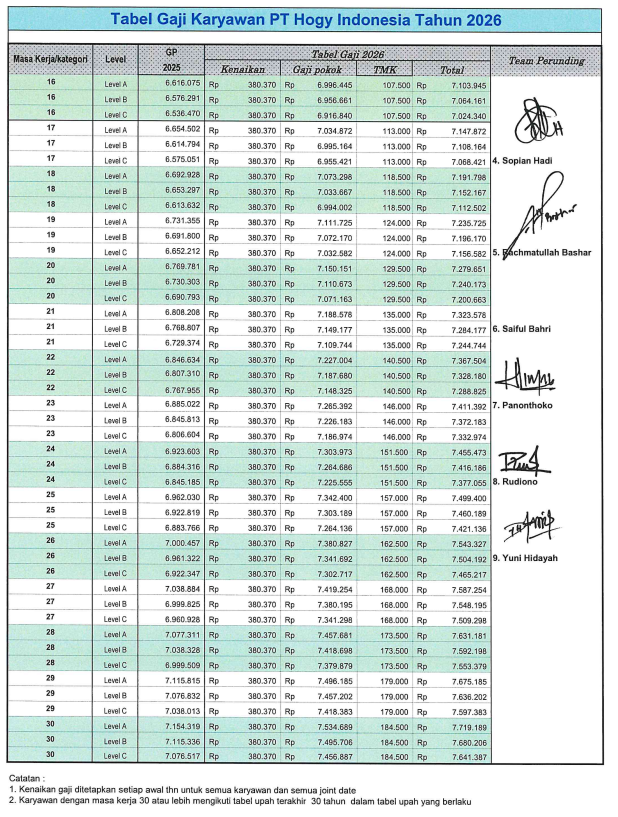 Tabel Gaji Karyawan PT Hogy Indonesia Tahun 2026
Masa Kerja/kategori Level GP 2025 Tabel Gaji 2026 Team Perunding
Kenaikan Gaji pokok TMK Total
16 Level A 6.616.075 Rp 380.370 Rp 6.996.445 107.500 Rp 7.103.945
16 Level B 6.576.291 Rp 380.370 Rp 6.956.661 107.500 Rp 7.064.161
16 Level C 6.536.470 Rp 380.370 Rp 6.916.840 107.500 Rp 7.024.340
17 Level A 6.654.502 Rp 380.370 Rp 7.034.872 113.000 Rp 7.147.872
17 Level B 6.614.794 Rp 380.370 Rp 6.995.164 113.000 Rp 7.108.164
17 Level C 6.575.051 Rp 380.370 Rp 6.955.421 113.000 Rp 7.068.421 4. Sopian Hadi
18 Level A 6.692.928 Rp 380.370 Rp 7.073.298 118.500 Rp 7.191.798
18 Level B 6.653.297 Rp 380.370 Rp 7.033.667 118.500 Rp 7.152.167
18 Level C 6.613.632 Rp 380.370 Rp 6.994.002 118.500 Rp 7.112.502
19 Level A 6.731.355 Rp 380.370 Rp 7.111.725 124.000 Rp 7.235.725
19 Level B 6.691.800 Rp 380.370 Rp 7.072.170 124.000 Rp 7.196.170
19 Level C 6.652.212 Rp 380.370 Rp 7.032.582 124.000 Rp 7.156.582 5. Rachmatullah Bashar
20 Level A 6.769.781 Rp 380.370 Rp 7.150.151 129.500 Rp 7.279.651
20 Level B 6.730.303 Rp 380.370 Rp 7.110.673 129.500 Rp 7.240.173
20 Level C 6.690.793 Rp 380.370 Rp 7.071.163 129.500 Rp 7.200.663
21 Level A 6.808.208 Rp 380.370 Rp 7.188.578 135.000 Rp 7.323.578
21 Level B 6.768.807 Rp 380.370 Rp 7.149.177 135.000 Rp 7.284.177 6. Saiful Bahri
21 Level C 6.729.374 Rp 380.370 Rp 7.109.744 135.000 Rp 7.244.744
22 Level A 6.846.634 Rp 380.370 Rp 7.227.004 140.500 Rp 7.367.504
22 Level B 6.807.310 Rp 380.370 Rp 7.187.680 140.500 Rp 7.328.180
22 Level C 6.767.955 Rp 380.370 Rp 7.148.325 140.500 Rp 7.288.825
23 Level A 6.885.022 Rp 380.370 Rp 7.265.392 146.000 Rp 7.411.392 7. Panonthoko
23 Level B 6.845.813 Rp 380.370 Rp 7.226.183 146.000 Rp 7.372.183
23 Level C 6.806.604 Rp 380.370 Rp 7.186.974 146.000 Rp 7.332.974
24 Level A 6.923.603 Rp 380.370 Rp 7.303.973 151.500 Rp 7.455.473
24 Level B 6.884.316 Rp 380.370 Rp 7.264.686 151.500 Rp 7.416.186
24 Level C 6.845.185 Rp 380.370 Rp 7.225.555 151.500 Rp 7.377.055 8. Rudiono
25 Level A 6.962.030 Rp 380.370 Rp 7.342.400 157.000 Rp 7.499.400
25 Level B 6.922.819 Rp 380.370 Rp 7.303.189 157.000 Rp 7.460.189
25 Level C 6.883.766 Rp 380.370 Rp 7.264.136 157.000 Rp 7.421.136
26 Level A 7.000.457 Rp 380.370 Rp 7.380.827 162.500 Rp 7.543.327
26 Level B 6.961.322 Rp 380.370 Rp 7.341.692 162.500 Rp 7.504.192 9. Yuni Hidayah
26 Level C 6.922.347 Rp 380.370 Rp 7.302.717 162.500 Rp 7.465.217
27 Level A 7.038.884 Rp 380.370 Rp 7.419.254 168.000 Rp 7.587.254
27 Level B 6.999.825 Rp 380.370 Rp 7.380.195 168.000 Rp 7.548.195
27 Level C 6.960.928 Rp 380.370 Rp 7.341.298 168.000 Rp 7.509.298
28 Level A 7.077.311 Rp 380.370 Rp 7.457.681 173.500 Rp 7.631.181
28 Level B 7.038.328 Rp 380.370 Rp 7.418.698 173.500 Rp 7.592.198
28 Level C 6.999.509 Rp 380.370 Rp 7.379.879 173.500 Rp 7.553.379
29 Level A 7.115.815 Rp 380.370 Rp 7.496.185 179.000 Rp 7.675.185
29 Level B 7.076.832 Rp 380.370 Rp 7.457.202 179.000 Rp 7.636.202
29 Level C 7.038.013 Rp 380.370 Rp 7.418.383 179.000 Rp 7.597.383
30 Level A 7.154.319 Rp 380.370 Rp 7.534.689 184.500 Rp 7.719.189
30 Level B 7.115.336 Rp 380.370 Rp 7.495.706 184.500 Rp 7.680.206
30 Level C 7.076.517 Rp 380.370 Rp 7.456.887 184.500 Rp 7.641.387
Catatan :
1. Kenaikan gaji ditetapkan setiap awal thn untuk semua karyawan dan semua joint date
2. Karyawan dengan masa kerja 30 atau lebih mengikuti tabel upah terakhir 30 tahun dalam tabel upah yang berlaku